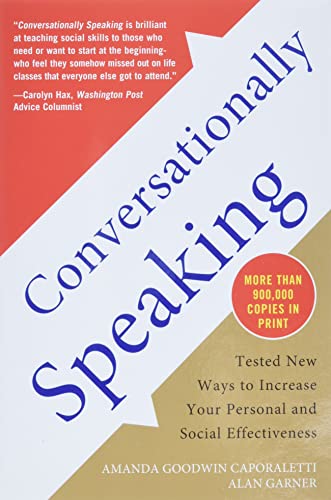 "Conversationally Speaking is brilliant
at teaching social skills to those who
need or want to start at the beginning-
who feel they somehow missed out on life
classes that everyone else got to attend."
—Carolyn Hax, Washington Post
Advice Columnist
Conversationally
Speaking
MORE THAN
900,000
COPIES IN
PRINT
Tested New
Ways to Increase
Your Personal and
Social Effectiveness
AMANDA GOODWIN CAPORALETTI
ALAN GARNER